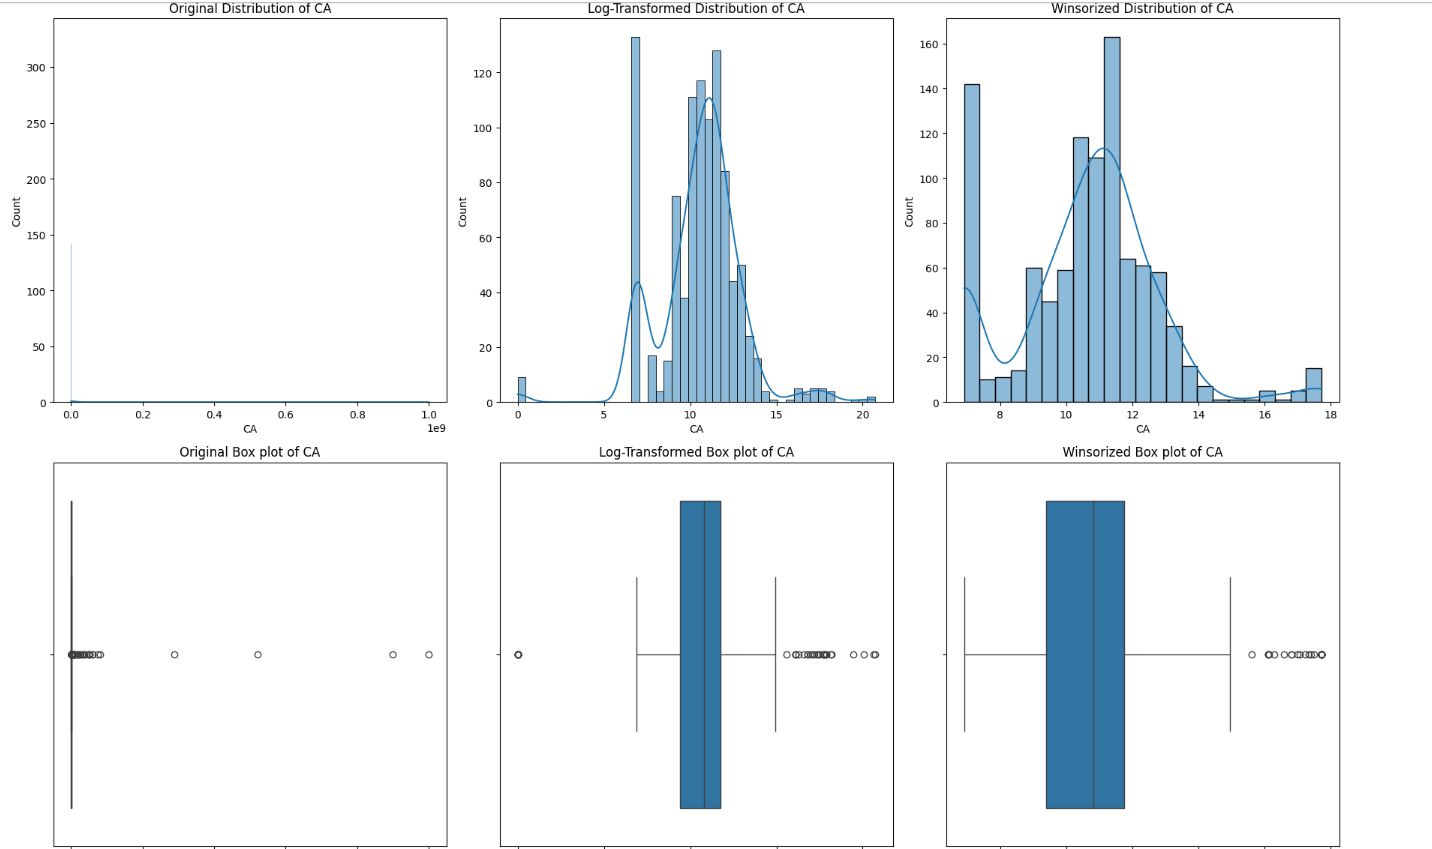 Original Distribution of CA
300
250
200
150
100
50
0
Count
0.0 0.2 0.4 0.6 0.8 1.0
1e9
CA
Log-Transformed Distribution of CA
120
100
80
60
40
20
0
Count
0 5 10 15 20
CA
Winsorized Distribution of CA
160
140
120
100
80
60
40
20
0
Count
8 10 12 14 16 18
CA
Original Box plot of CA
Log-Transformed Box plot of CA
Winsorized Box plot of CA